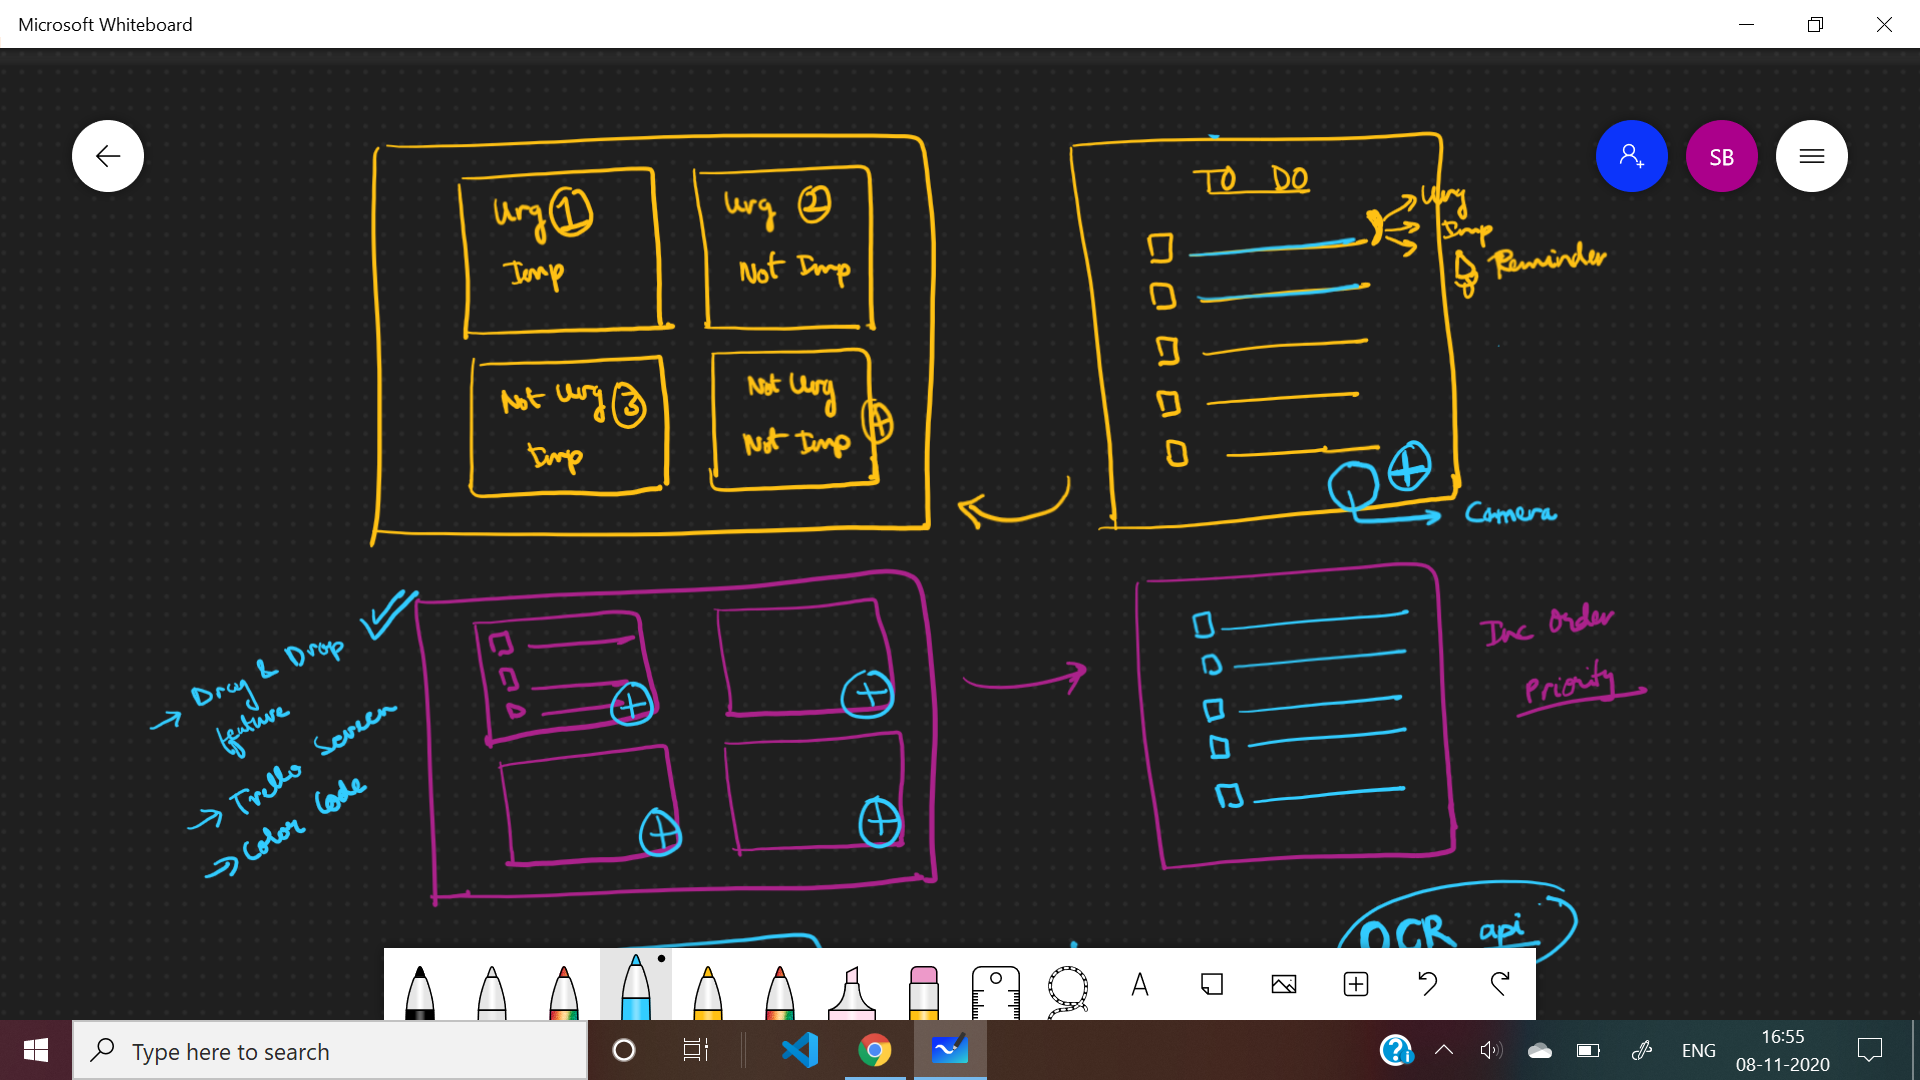 Microsoft Whiteboard
SB
Urg 1
Imp
Urg 2
Not Imp
Not Urg 3
Imp
Not Urg
Not Imp
4
TO DO
Urg
Imp
Reminder
Camera
Drag & Drop
feature
Trello Screen
Color Code
Inc Order
Priority
OCR api
A
Type here to search
ENG
16:55
08-11-2020